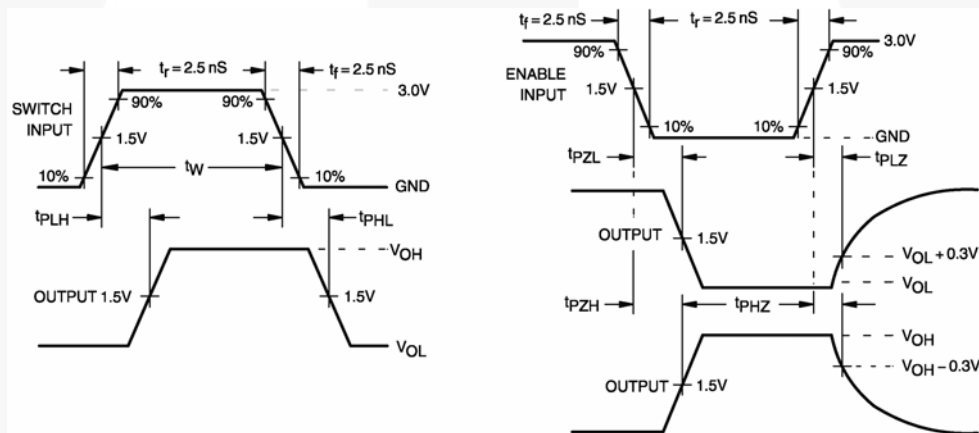 tr = 2.5 nS
tf = 2.5 nS
3.0V
SWITCH
INPUT
90%
90%
1.5V
1.5V
tW
10%
10%
GND
tPLH
tPHL
VOH
OUTPUT 1.5V
1.5V
VOL
tf = 2.5 nS
tr = 2.5 nS
3.0V
90%
90%
ENABLE
INPUT
1.5V
1.5V
10%
10%
GND
tPZL
tPLZ
OUTPUT
1.5V
VOL + 0.3V
VOL
tPZH
tPHZ
VOH
VOH – 0.3V
OUTPUT
1.5V